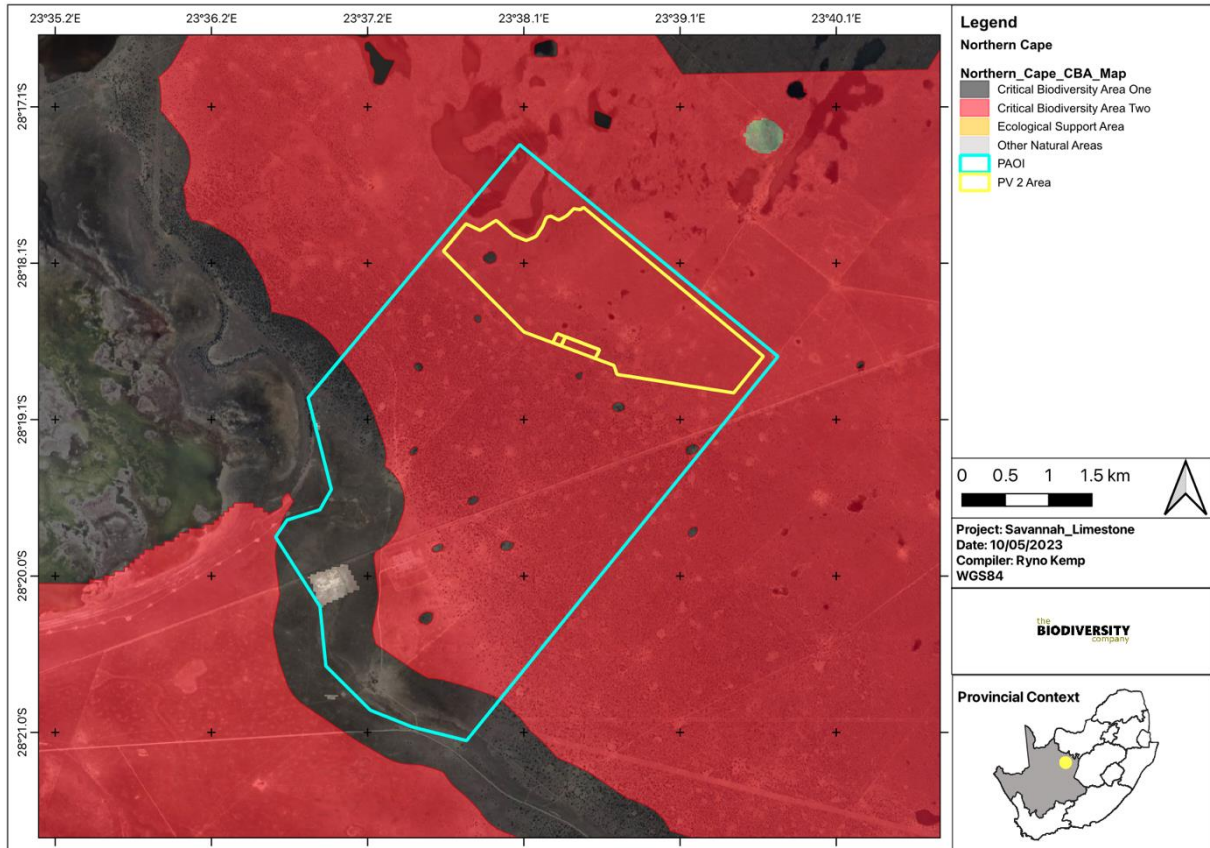 23°35.2'E 23°36.2'E 23°37.2'E 23°38.1'E 23°39.1'E 23°40.1'E
28°17.1'S
28°18.1'S
28°19.1'S
28°20.0'S
28°21.0'S
Legend
Northern Cape
Northern_Cape_CBA_Map
Critical Biodiversity Area One
Critical Biodiversity Area Two
Ecological Support Area
Other Natural Areas
PAOI
PV 2 Area
0 0.5 1 1.5 km
Project: Savannah_Limestone
Date: 10/05/2023
Compiler: Ryno Kemp
WGS84
the
BIODIVERSITY
company
Provincial Context